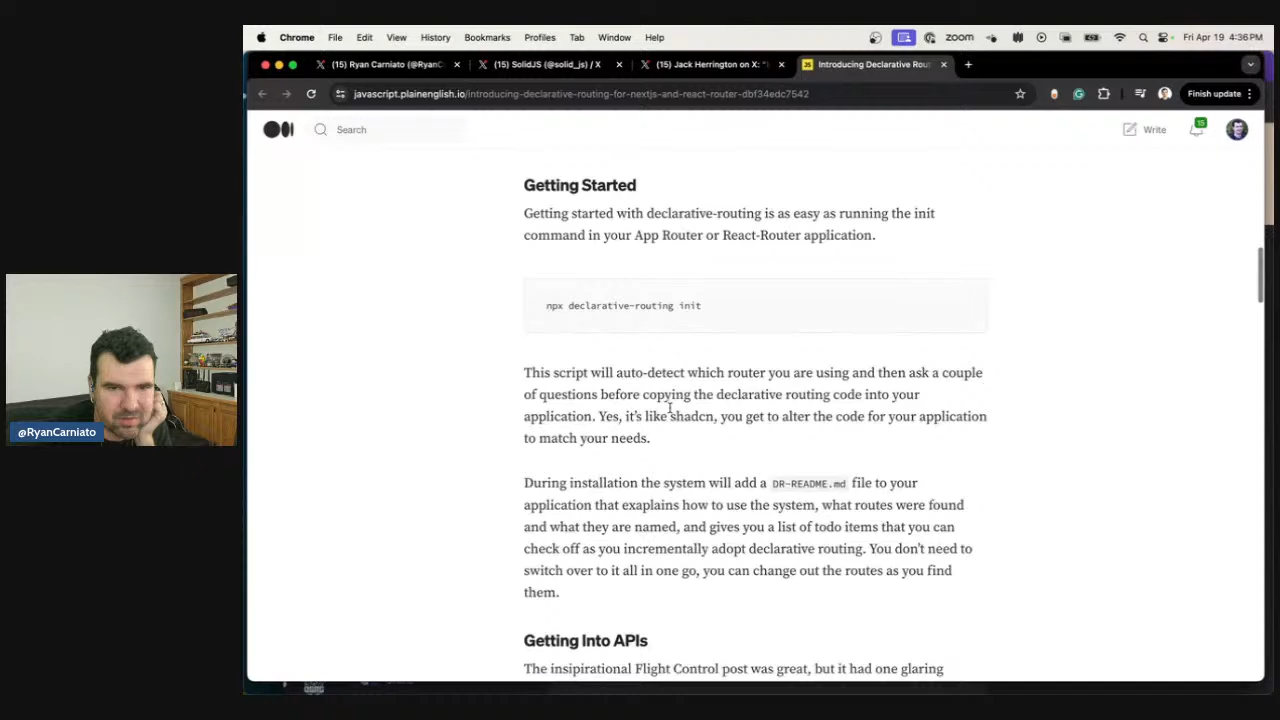 Chrome File Edit View History Bookmarks Profiles Tab Window Help zoom Fri Apr 19 4:36 PM
(15) Ryan Carniato (@RyanC (15) SolidJS (@solid_js) / X (15) Jack Herrington on X: "I Introducing Declarative Rout
javascript.plainenglish.io/introducing-declarative-routing-for-nextjs-and-react-router-dbf34edc7542 Finish update
Search Write 15
Getting Started
Getting started with declarative-routing is as easy as running the init
command in your App Router or React-Router application.
npx declarative-routing init
This script will auto-detect which router you are using and then ask a couple
of questions before copying the declarative routing code into your
application. Yes, it's like shadcn, you get to alter the code for your application
to match your needs.
@RyanCarniato
During installation the system will add a DR-README.md file to your
application that exaplains how to use the system, what routes were found
and what they are named, and gives you a list of todo items that you can
check off as you incrementally adopt declarative routing. You don't need to
switch over to it all in one go, you can change out the routes as you find
them.
Getting Into APIs
The insipirational Flight Control post was great, but it had one glaring